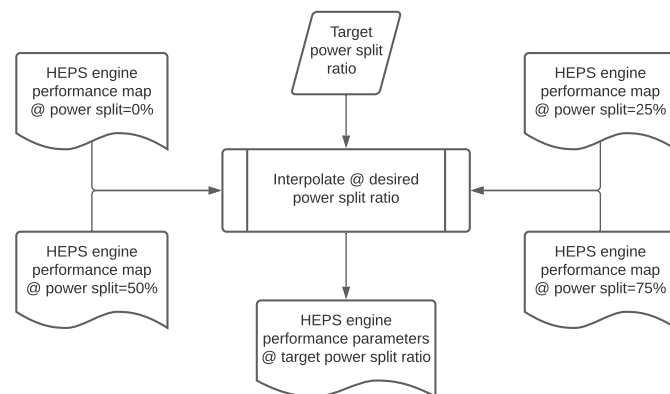 Target
power split
ratio
HEPS engine
performance map
@ power split=0%
HEPS engine
performance map
@ power split=25%
Interpolate @ desired
power split ratio
HEPS engine
performance map
@ power split=50%
HEPS engine
performance map
@ power split=75%
HEPS engine
performance parameters
@ target power split ratio